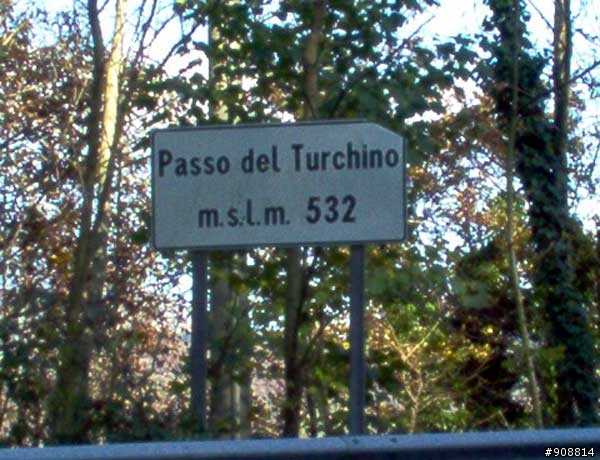 Passo del Turchino
m.s.l.m. 532
#908814